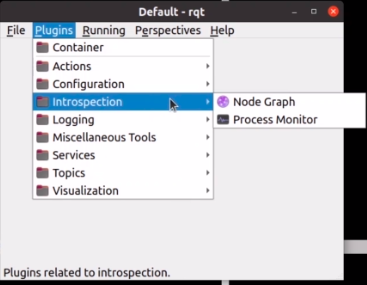 Default - rqt
File Plugins Running Perspectives Help
Container
Actions
Configuration
Introspection
Node Graph
Logging
Process Monitor
Miscellaneous Tools
Services
Topics
Visualization
Plugins related to introspection.